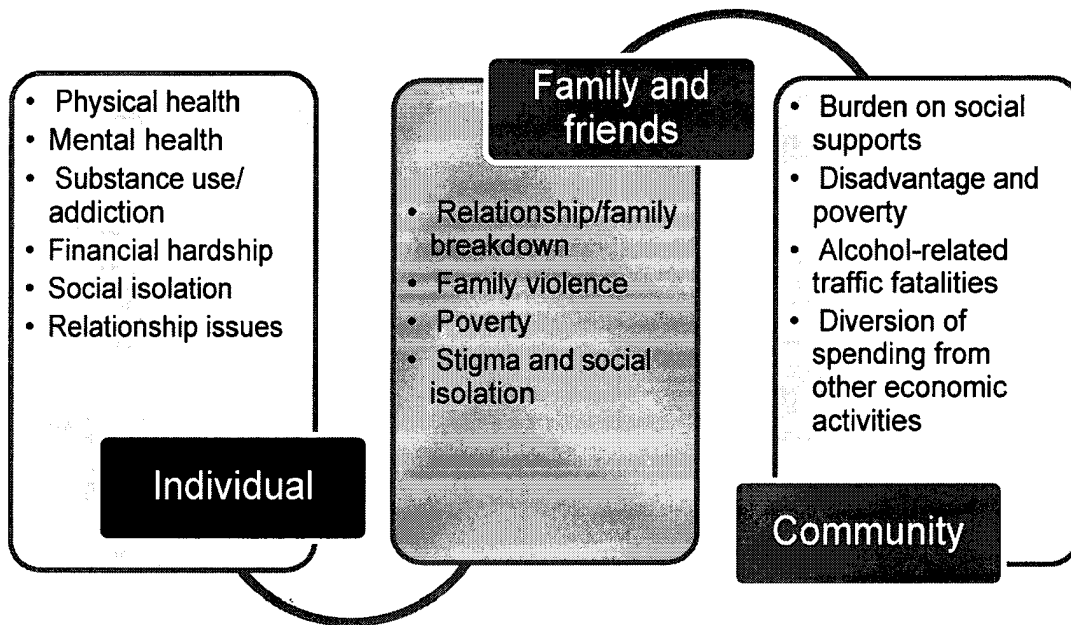 • Physical health
• Mental health
• Substance use/
addiction
• Financial hardship
• Social isolation
• Relationship issues
Individual
Family and
friends
• Relationship/family
breakdown
• Family violence
• Poverty
• Stigma and social
isolation
• Burden on social
supports
• Disadvantage and
poverty
• Alcohol-related
traffic fatalities
• Diversion of
spending from
other economic
activities
Community